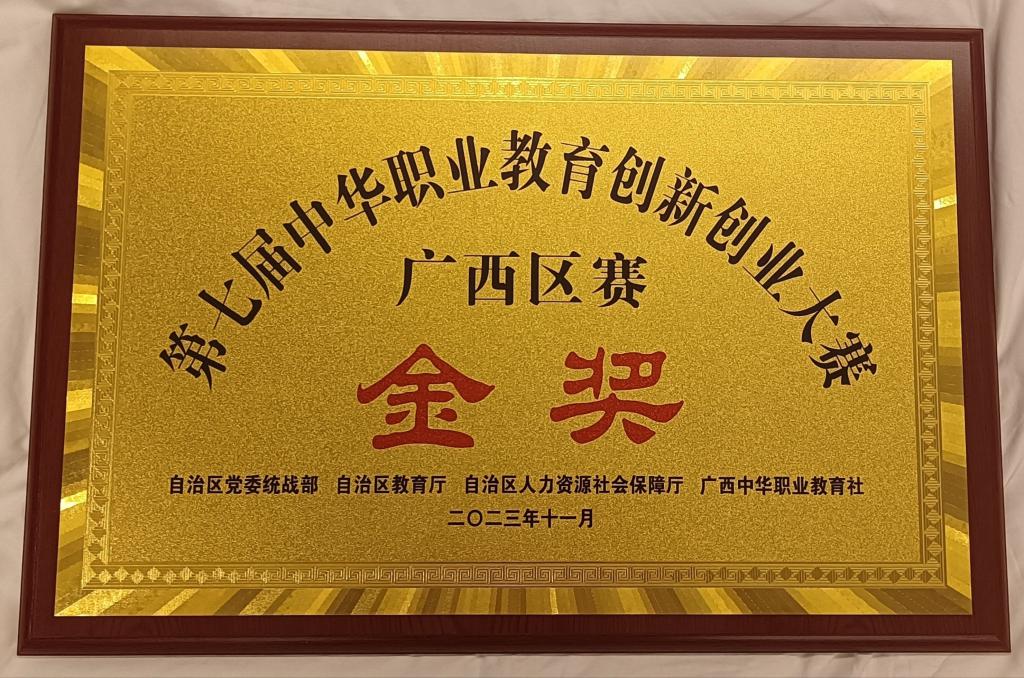 第七届中华职业教育创新创业大赛
广西区赛
金奖
自治区党委统战部 自治区教育厅 自治区人力资源社会保障厅 广西中华职业教育社
二〇二三年十一月